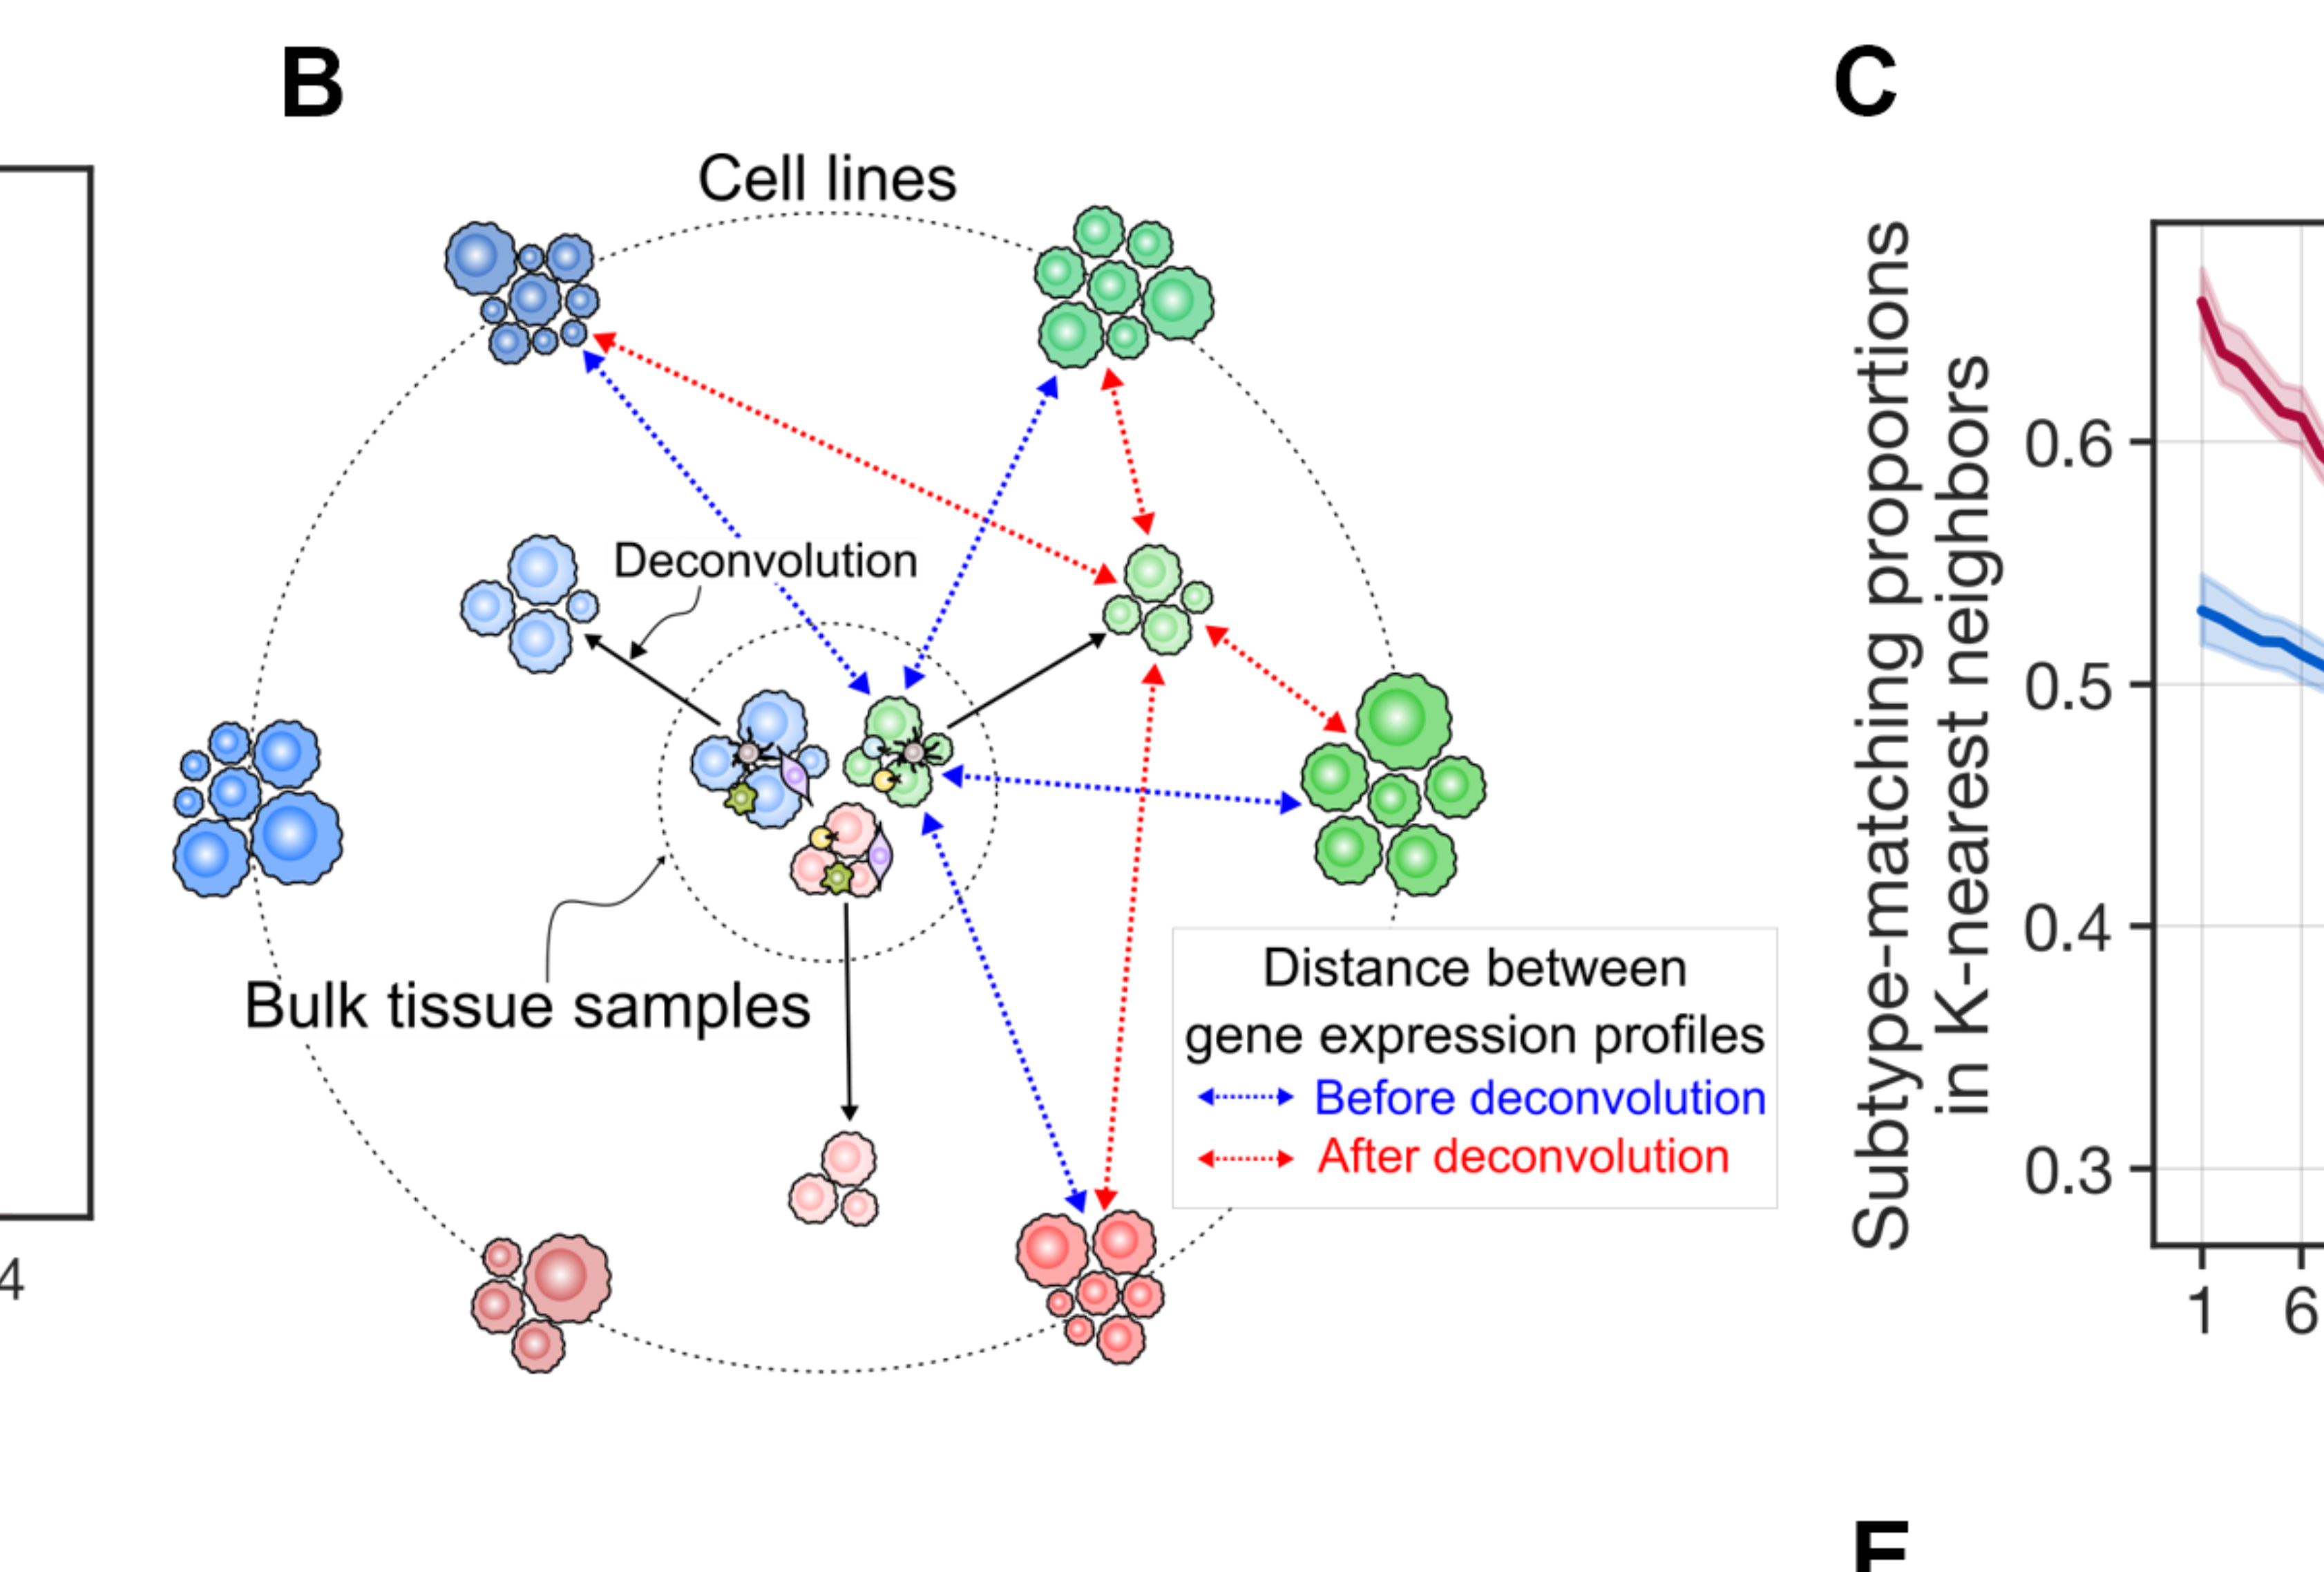 B
Cell lines
Deconvolution
Bulk tissue samples
Distance between
gene expression profiles
Before deconvolution
After deconvolution
4
C
Subtype-matching proportions
in K-nearest neighbors
0.6
0.5
0.4
0.3
1
6